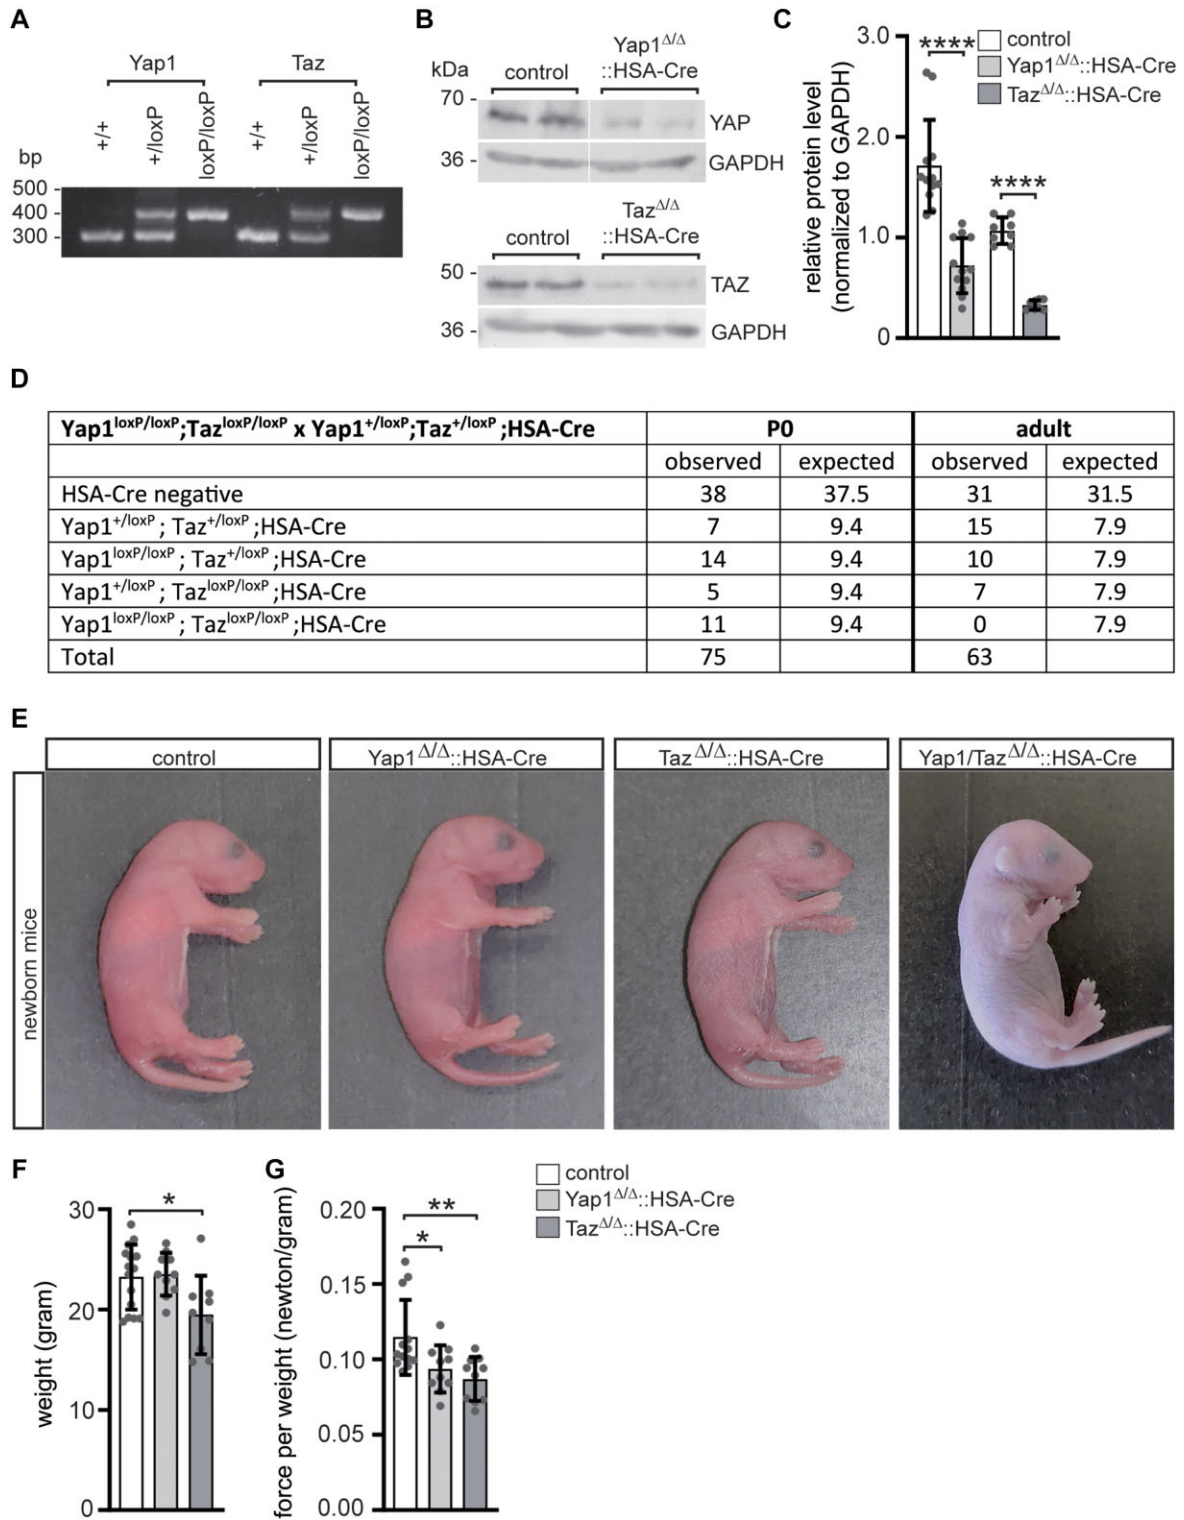 A
Yap1 Taz
+/+ +/loxP loxP/loxP +/+ +/loxP loxP/loxP
bp
500
400
300
B
kDa
control Yap1Δ/Δ ::HSA-Cre
70
YAP
36
GAPDH
control TazΔ/Δ ::HSA-Cre
50
TAZ
36
GAPDH
C
relative protein level
(normalized to GAPDH)
3.0
2.0
1.0
0
****
****
control
Yap1Δ/Δ::HSA-Cre
TazΔ/Δ::HSA-Cre
D
Yap1loxP/loxP;TazloxP/loxP x Yap1+/loxP;Taz+/loxP ;HSA-Cre P0 adult
observed expected observed expected
HSA-Cre negative 38 37.5 31 31.5
Yap1+/loxP ; Taz+/loxP ;HSA-Cre 7 9.4 15 7.9
Yap1loxP/loxP ; Taz+/loxP ;HSA-Cre 14 9.4 10 7.9
Yap1+/loxP ; TazloxP/loxP ;HSA-Cre 5 9.4 7 7.9
Yap1loxP/loxP ; TazloxP/loxP ;HSA-Cre 11 9.4 0 7.9
Total 75 63
E
control Yap1Δ/Δ::HSA-Cre TazΔ/Δ::HSA-Cre Yap1/TazΔ/Δ::HSA-Cre
newborn mice
F
weight (gram)
30
20
10
0
*
G
force per weight (newton/gram)
0.20
0.15
0.10
0.05
0.00
**
*
control
Yap1Δ/Δ::HSA-Cre
TazΔ/Δ::HSA-Cre